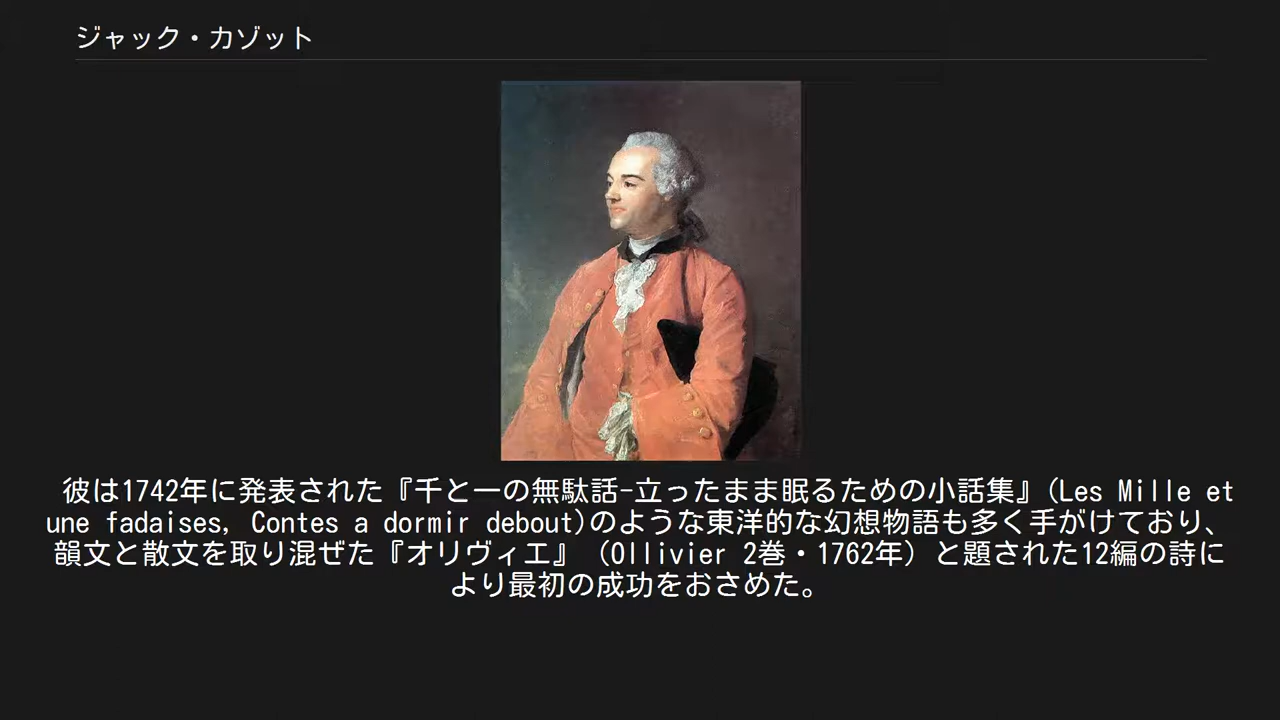 ジャック・カゾット
彼は1742年に発表された『千と一の無駄話-立ったまま眠るための小話集』(Les Mille et
une fadaises, Contes a dormir debout)のような東洋的な幻想物語も多く手がけており、
韻文と散文を取り混ぜた『オリヴィエ』（Ollivier 2巻・1762年）と題された12編の詩に
より最初の成功をおさめた。